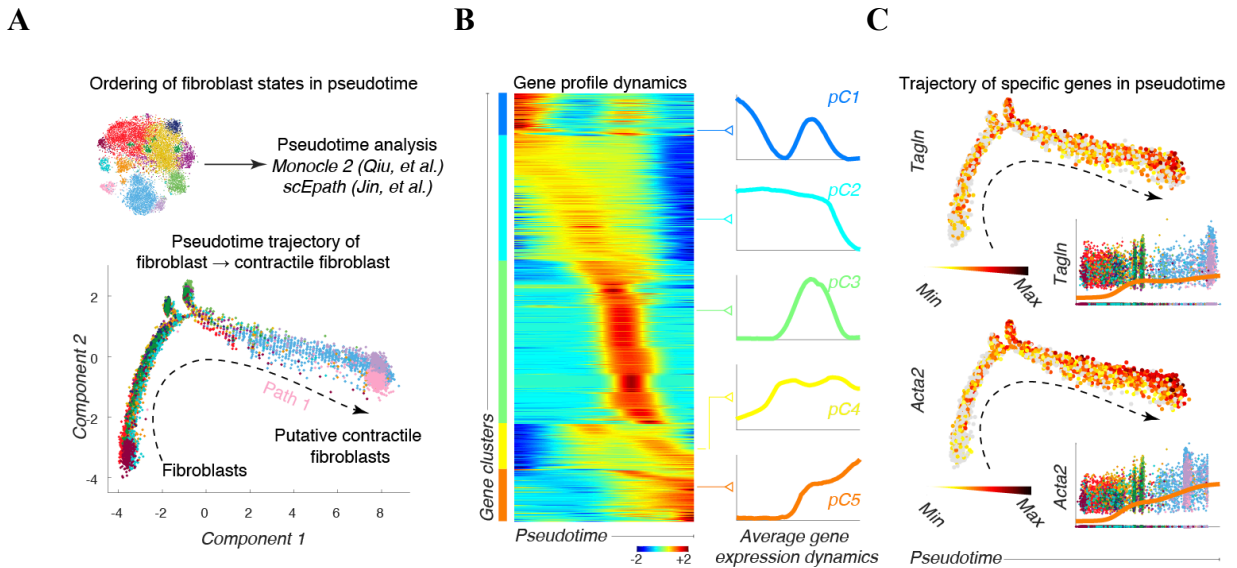 A
Ordering of fibroblast states in pseudotime
Pseudotime analysis
Monocle 2 (Qiu, et al.)
scEpath (Jin, et al.)
Pseudotime trajectory of
fibroblast → contractile fibroblast
Component 2
2
0
-2
-4
Path 1
Putative contractile
fibroblasts
Fibroblasts
-4
-2
0
2
4
6
8
Component 1
B
Gene profile dynamics
Gene clusters
pC1
pC2
pC3
pC4
pC5
Pseudotime
-2
+2
Average gene
expression dynamics
C
Trajectory of specific genes in pseudotime
Tagln
Min
Max
Tagln
Acta2
Min
Max
Acta2
Pseudotime